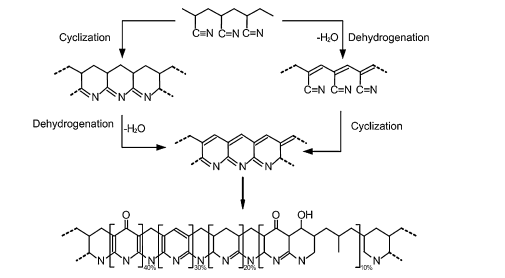 C≡N C≡N C≡N
Cyclization
-H₂O Dehydrogenation
N N N
C≡N C≡N C≡N
Dehydrogenation -H₂O
Cyclization
N N N
O O OH
N N N N N N N N N N
40% 30% 20% 10%